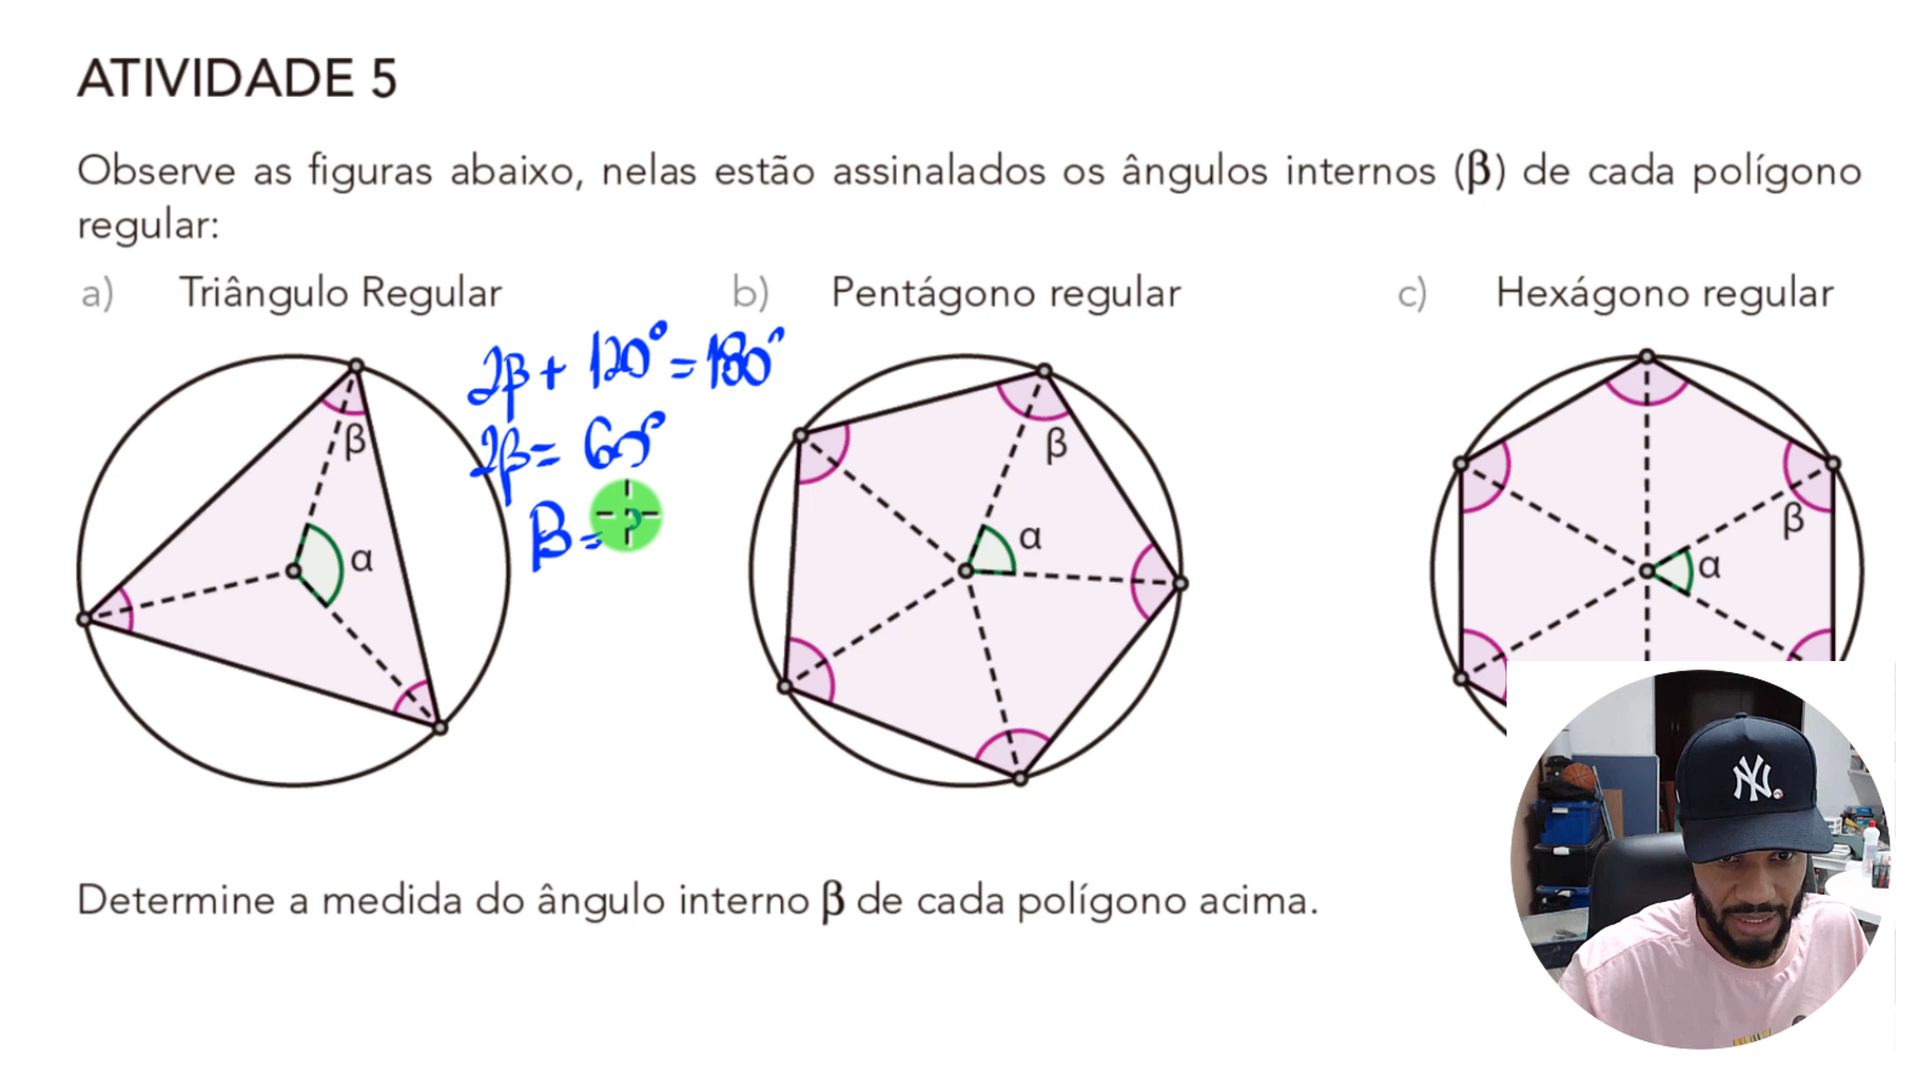 ATIVIDADE 5
Observe as figuras abaixo, nelas estão assinalados os ângulos internos (β) de cada polígono
regular:
a) Triângulo Regular
b) Pentágono regular
c) Hexágono regular
2β + 120° = 180°
2β = 60°
β =
β
α
β
α
β
α
NY
Determine a medida do ângulo interno β de cada polígono acima.